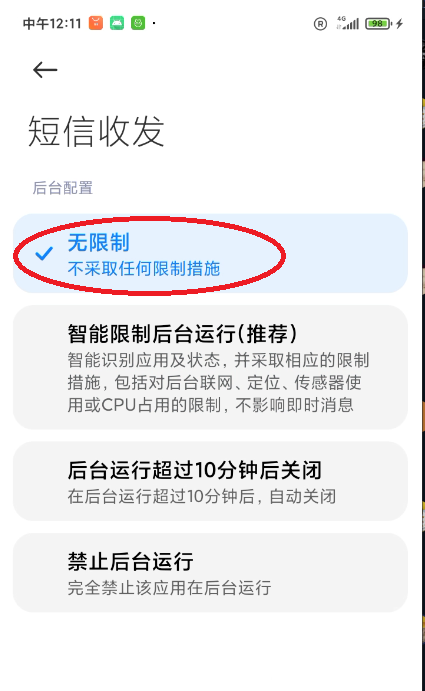 中午12:11
R 4G 98
短信收发
后台配置
无限制
不采取任何限制措施
智能限制后台运行(推荐)
智能识别应用及状态，并采取相应的限制
措施，包括对后台联网、定位、传感器使
用或CPU占用的限制，不影响即时消息
后台运行超过10分钟后关闭
在后台运行超过10分钟后，自动关闭
禁止后台运行
完全禁止该应用在后台运行